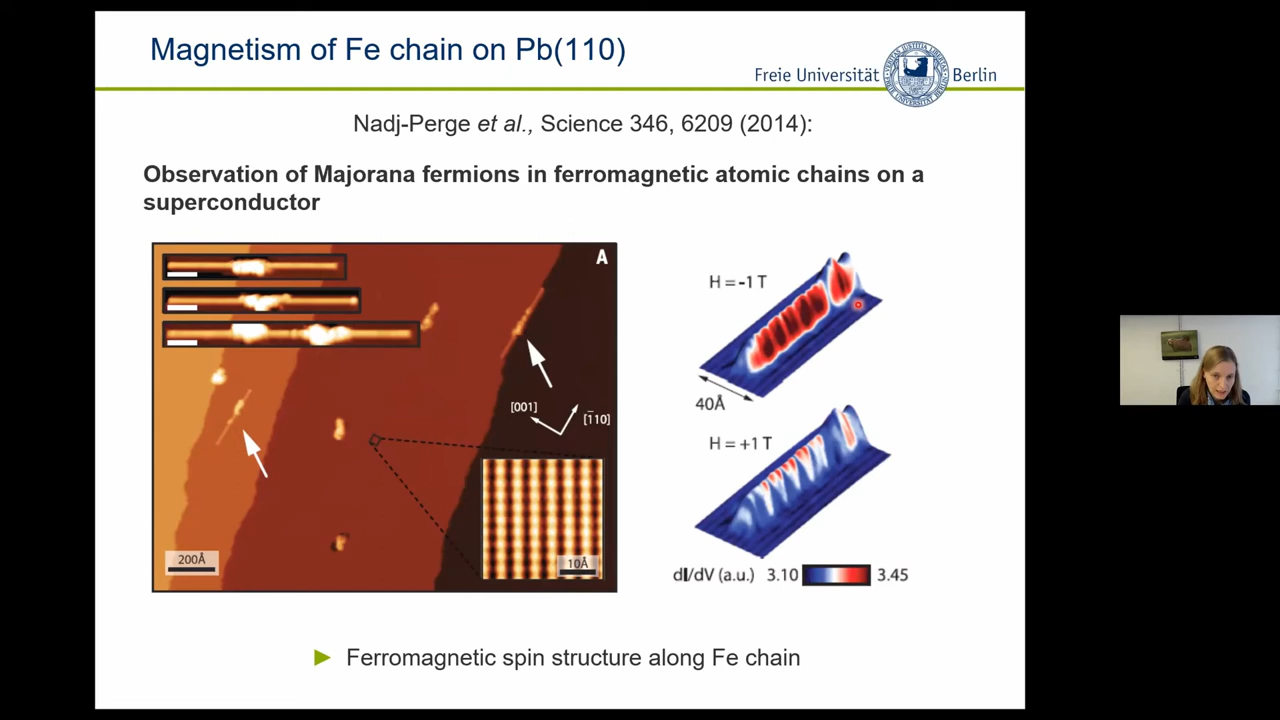 Magnetism of Fe chain on Pb(110)
Freie Universität Berlin
Nadj-Perge et al., Science 346, 6209 (2014):
Observation of Majorana fermions in ferromagnetic atomic chains on a
superconductor
A
[001]
[1̄10]
200Å
10Å
H = -1 T
40Å
H = +1 T
dI/dV (a.u.) 3.10 3.45
► Ferromagnetic spin structure along Fe chain